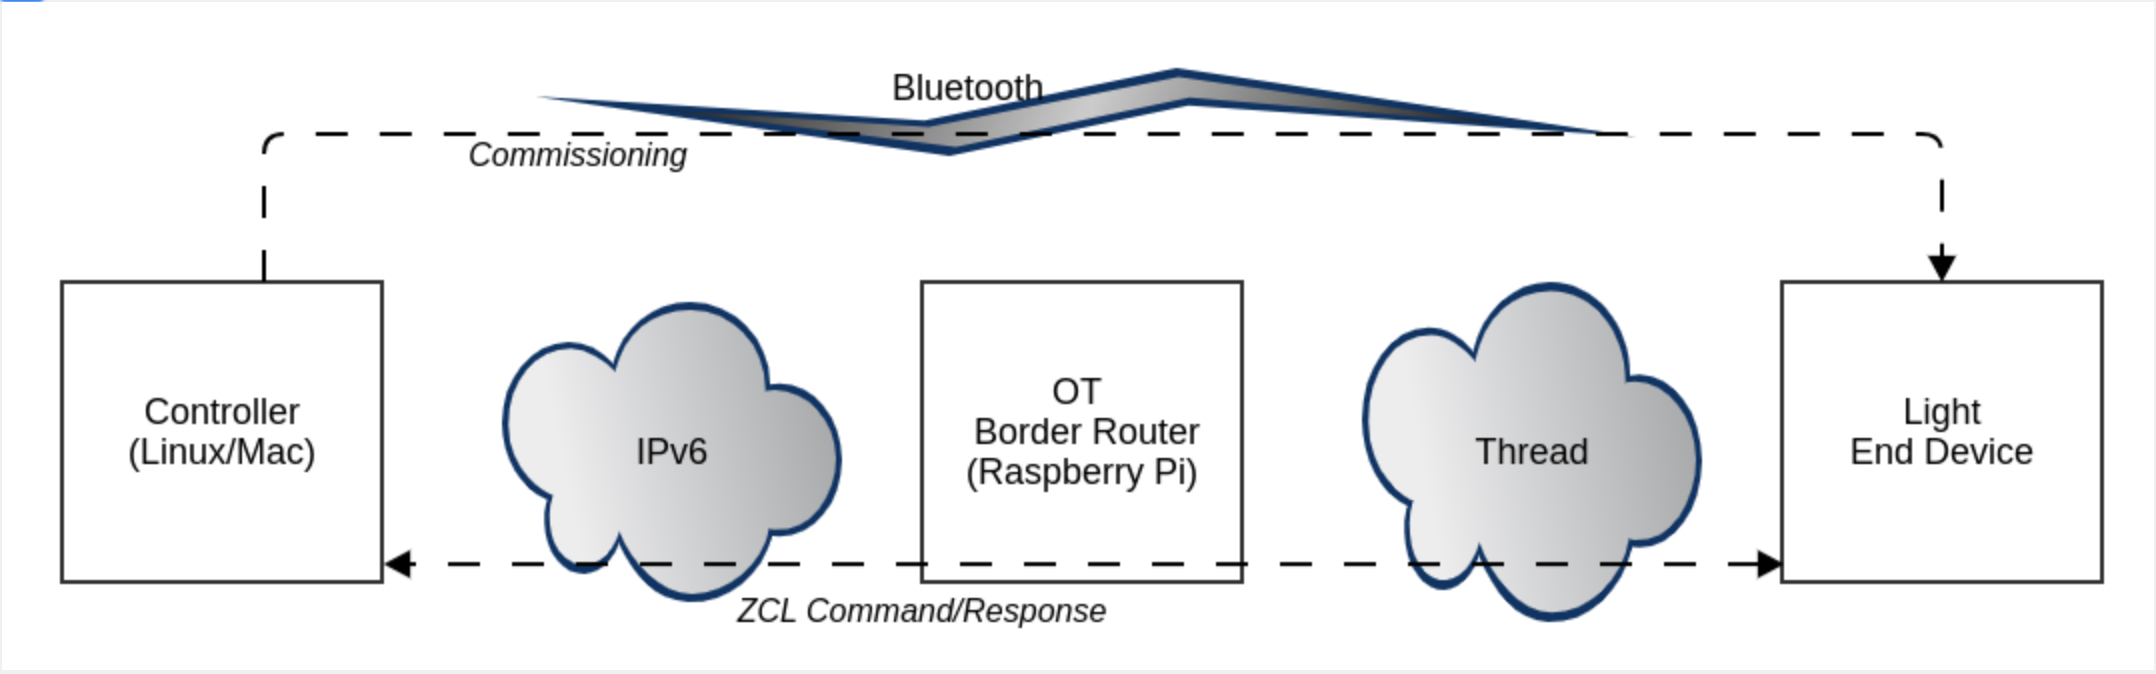 Bluetooth
Commissioning
Controller
(Linux/Mac)
IPv6
OT
Border Router
(Raspberry Pi)
Thread
Light
End Device
ZCL Command/Response